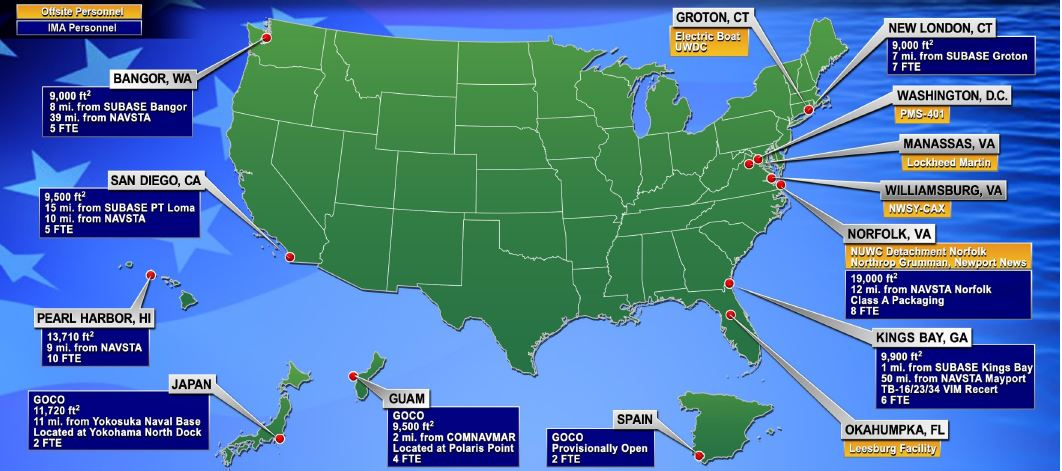 Offsite Personnel
IMA Personnel
GROTON, CT
Electric Boat
UWDC
NEW LONDON, CT
9,000 ft²
7 mi. from SUBASE Groton
7 FTE
BANGOR, WA
9,000 ft²
8 mi. from SUBASE Bangor
39 mi. from NAVSTA
5 FTE
WASHINGTON, D.C.
PMS-401
MANASSAS, VA
Lockheed Martin
SAN DIEGO, CA
9,500 ft²
15 mi. from SUBASE PT Loma
10 mi. from NAVSTA
5 FTE
WILLIAMSBURG, VA
NWSY-CAX
NORFOLK, VA
NUWC Detachment Norfolk
Northrop Grumman, Newport News
19,000 ft²
12 mi. from NAVSTA Norfolk
Class A Packaging
8 FTE
PEARL HARBOR, HI
13,710 ft²
9 mi. from NAVSTA
10 FTE
KINGS BAY, GA
9,900 ft²
1 mi. from SUBASE Kings Bay
50 mi. from NAVSTA Mayport
TB-16/23/34 VIM Recert
6 FTE
JAPAN
GOCO
11,720 ft²
11 mi. from Yokosuka Naval Base
Located at Yokohama North Dock
2 FTE
GUAM
GOCO
9,500 ft²
2 mi. from COMNAVMAR
Located at Polaris Point
4 FTE
SPAIN
GOCO
Provisionally Open
2 FTE
OKAHUMPKA, FL
Leesburg Facility